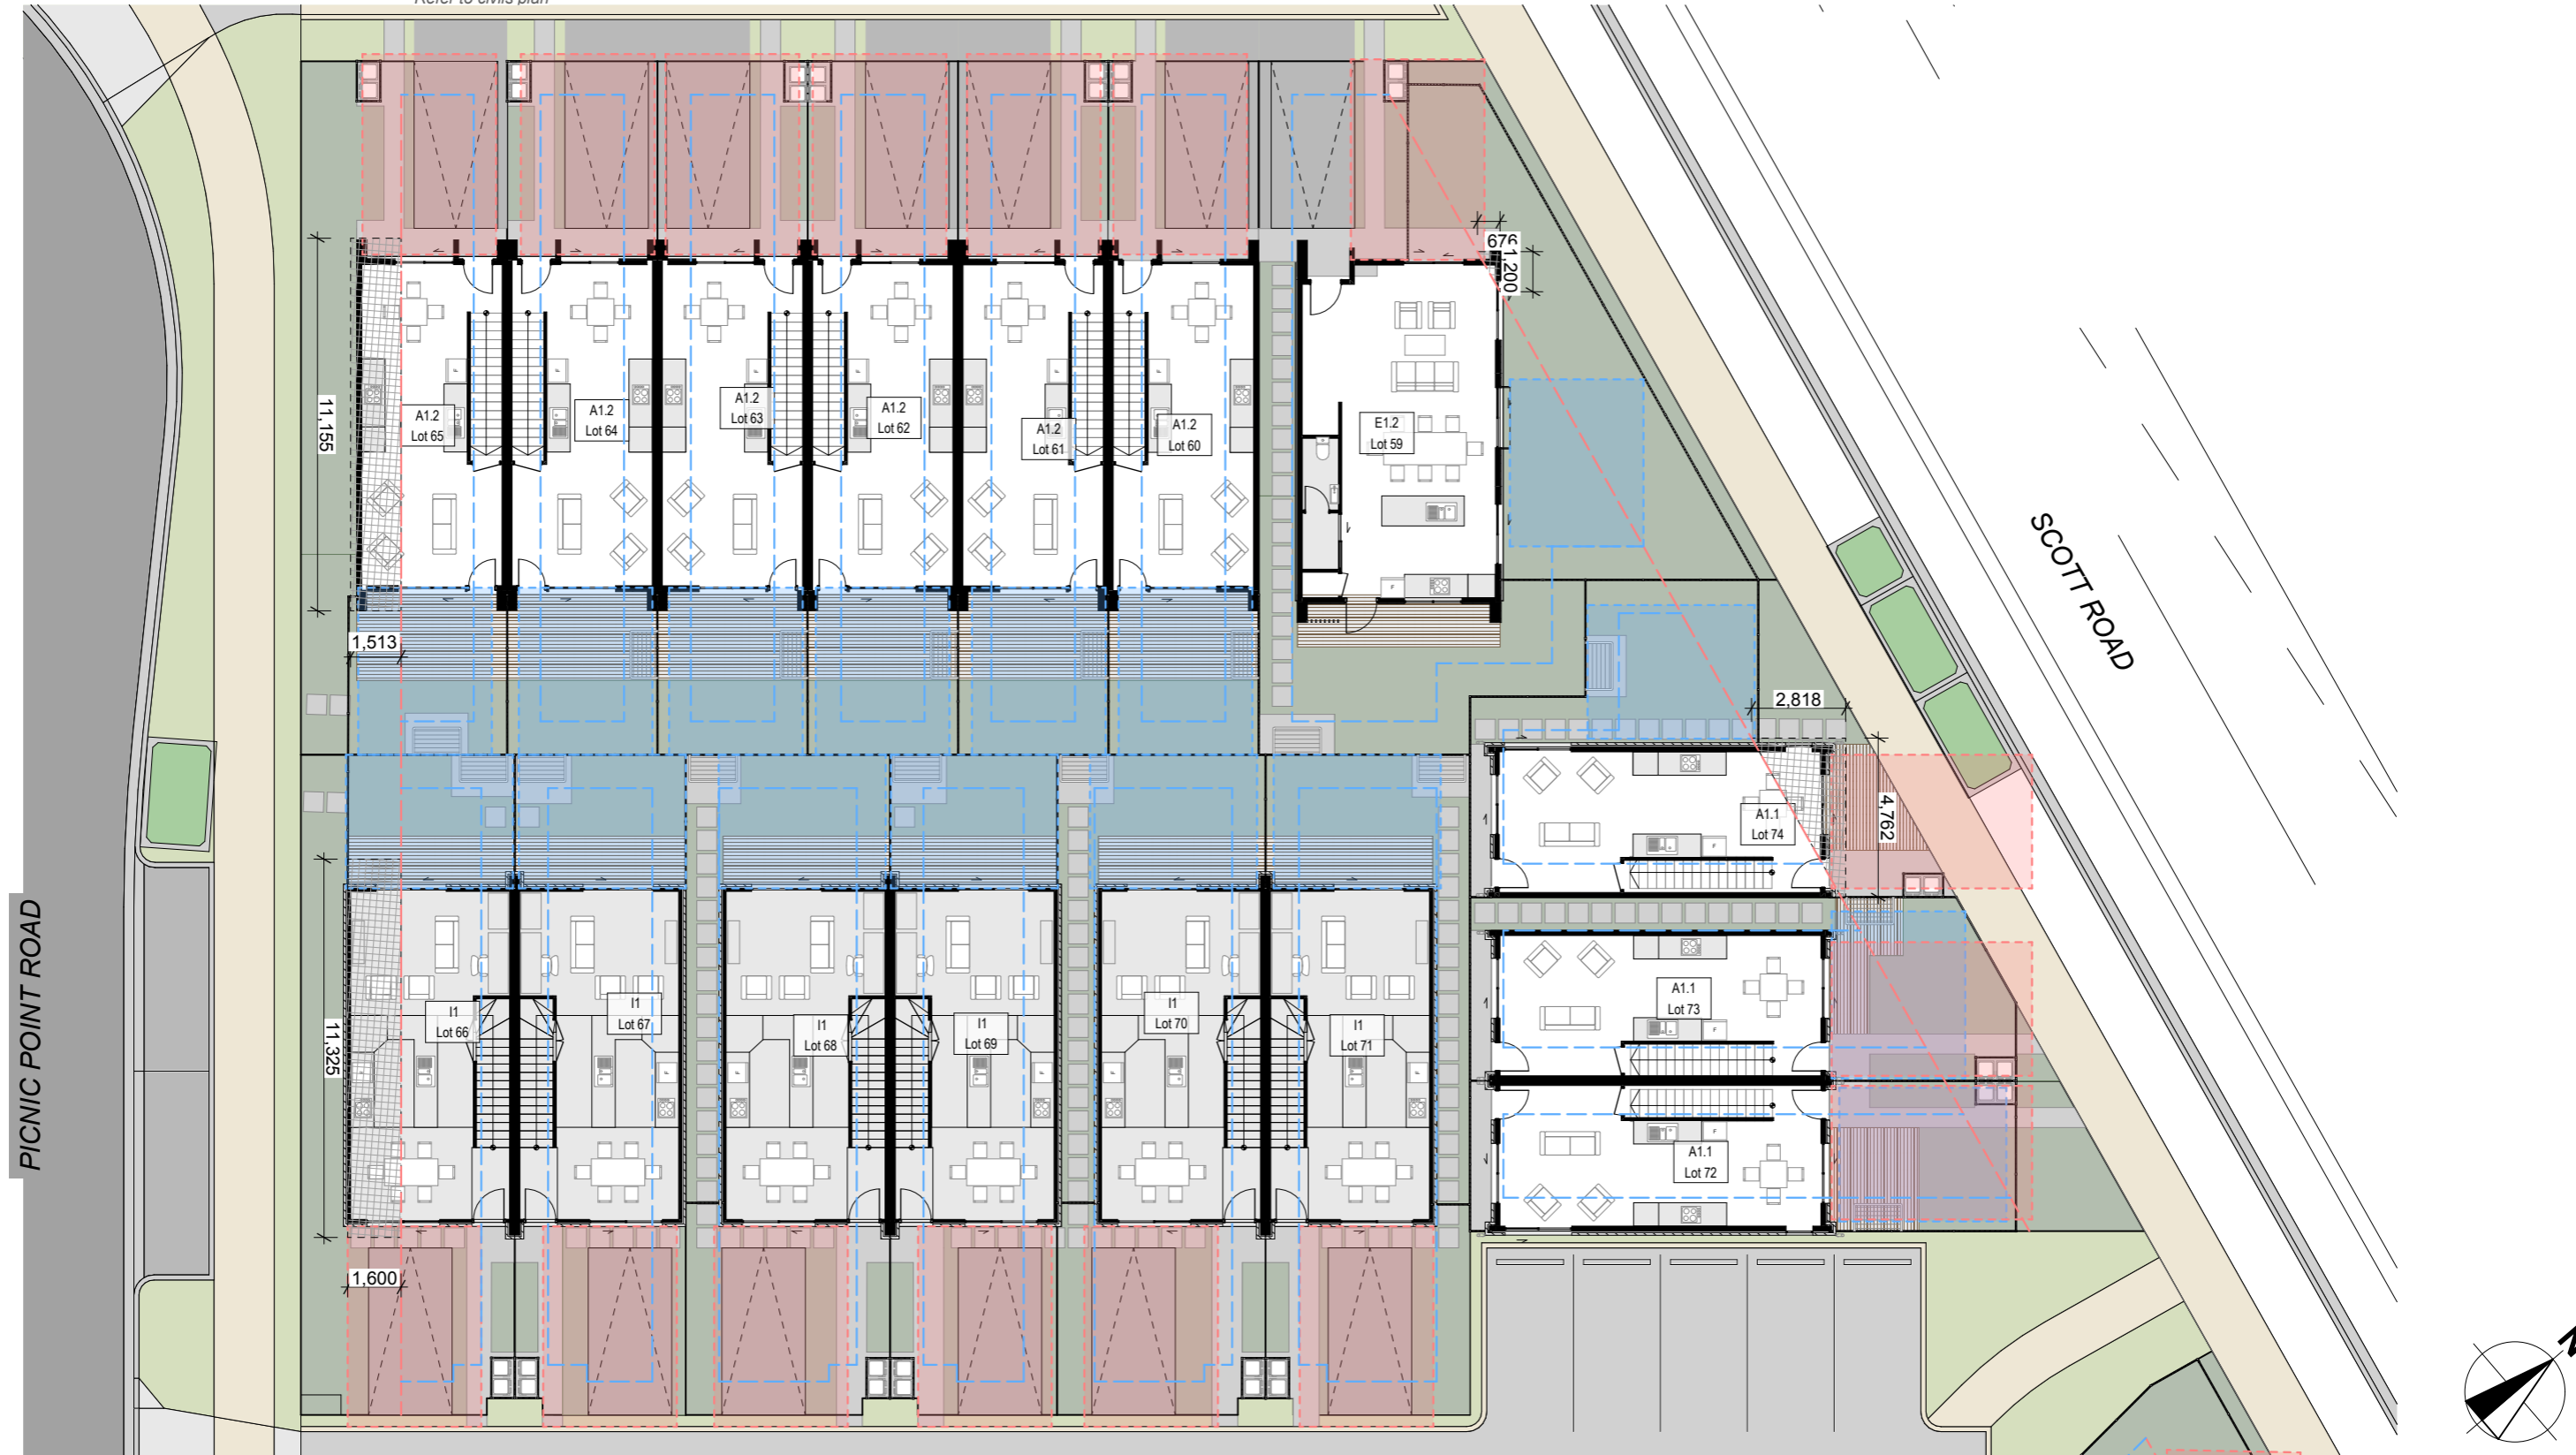 Refer to civils plan
676
1,200
11,155
A1.2
Lot 65
A1.2
Lot 64
A1.2
Lot 63
A1.2
Lot 62
A1.2
Lot 61
A1.2
Lot 60
E1.2
Lot 59
F
F
F
F
F
F
F
SCOTT ROAD
1,513
2,818
4,762
A1.1
Lot 74
F
PICNIC POINT ROAD
11,325
I1
Lot 66
I1
Lot 67
I1
Lot 68
I1
Lot 69
I1
Lot 70
I1
Lot 71
F
F
F
F
F
A1.1
Lot 73
F
F
A1.1
Lot 72
1,600
N